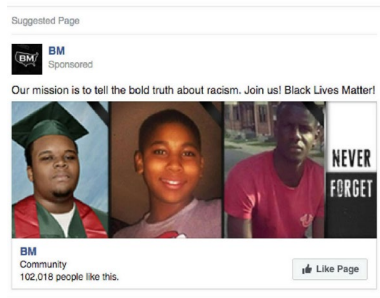 Suggested Page
BM
BM
Sponsored
Our mission is to tell the bold truth about racism. Join us! Black Lives Matter!
NEVER
FORGET
BM
Community
102,018 people like this.
Like Page